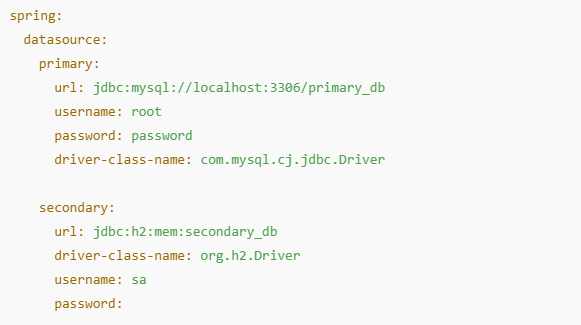 spring:
  datasource:
    primary:
      url: jdbc:mysql://localhost:3306/primary_db
      username: root
      password: password
      driver-class-name: com.mysql.cj.jdbc.Driver

    secondary:
      url: jdbc:h2:mem:secondary_db
      driver-class-name: org.h2.Driver
      username: sa
      password: